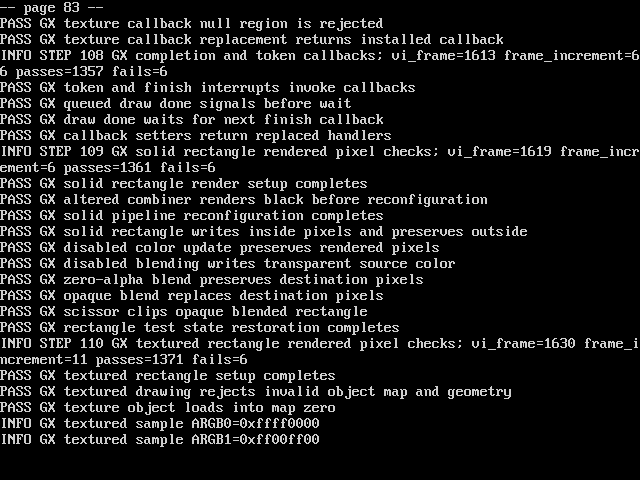 -- page 83 --
PASS GX texture callback null region is rejected
PASS GX texture callback replacement returns installed callback
INFO STEP 108 GX completion and token callbacks; vi_frame=1613 frame_increment=6
6 passes=1357 fails=6
PASS GX token and finish interrupts invoke callbacks
PASS GX queued draw done signals before wait
PASS GX draw done waits for next finish callback
PASS GX callback setters return replaced handlers
INFO STEP 109 GX solid rectangle rendered pixel checks; vi_frame=1619 frame_incr
ement=6 passes=1361 fails=6
PASS GX solid rectangle render setup completes
PASS GX altered combiner renders black before reconfiguration
PASS GX solid pipeline reconfiguration completes
PASS GX solid rectangle writes inside pixels and preserves outside
PASS GX disabled color update preserves rendered pixels
PASS GX disabled blending writes transparent source color
PASS GX zero-alpha blend preserves destination pixels
PASS GX opaque blend replaces destination pixels
PASS GX scissor clips opaque blended rectangle
PASS GX rectangle test state restoration completes
INFO STEP 110 GX textured rectangle rendered pixel checks; vi_frame=1630 frame_i
ncrement=11 passes=1371 fails=6
PASS GX textured rectangle setup completes
PASS GX textured drawing rejects invalid object map and geometry
PASS GX texture object loads into map zero
INFO GX textured sample ARGB0=0xffff0000
INFO GX textured sample ARGB1=0xff00ff00